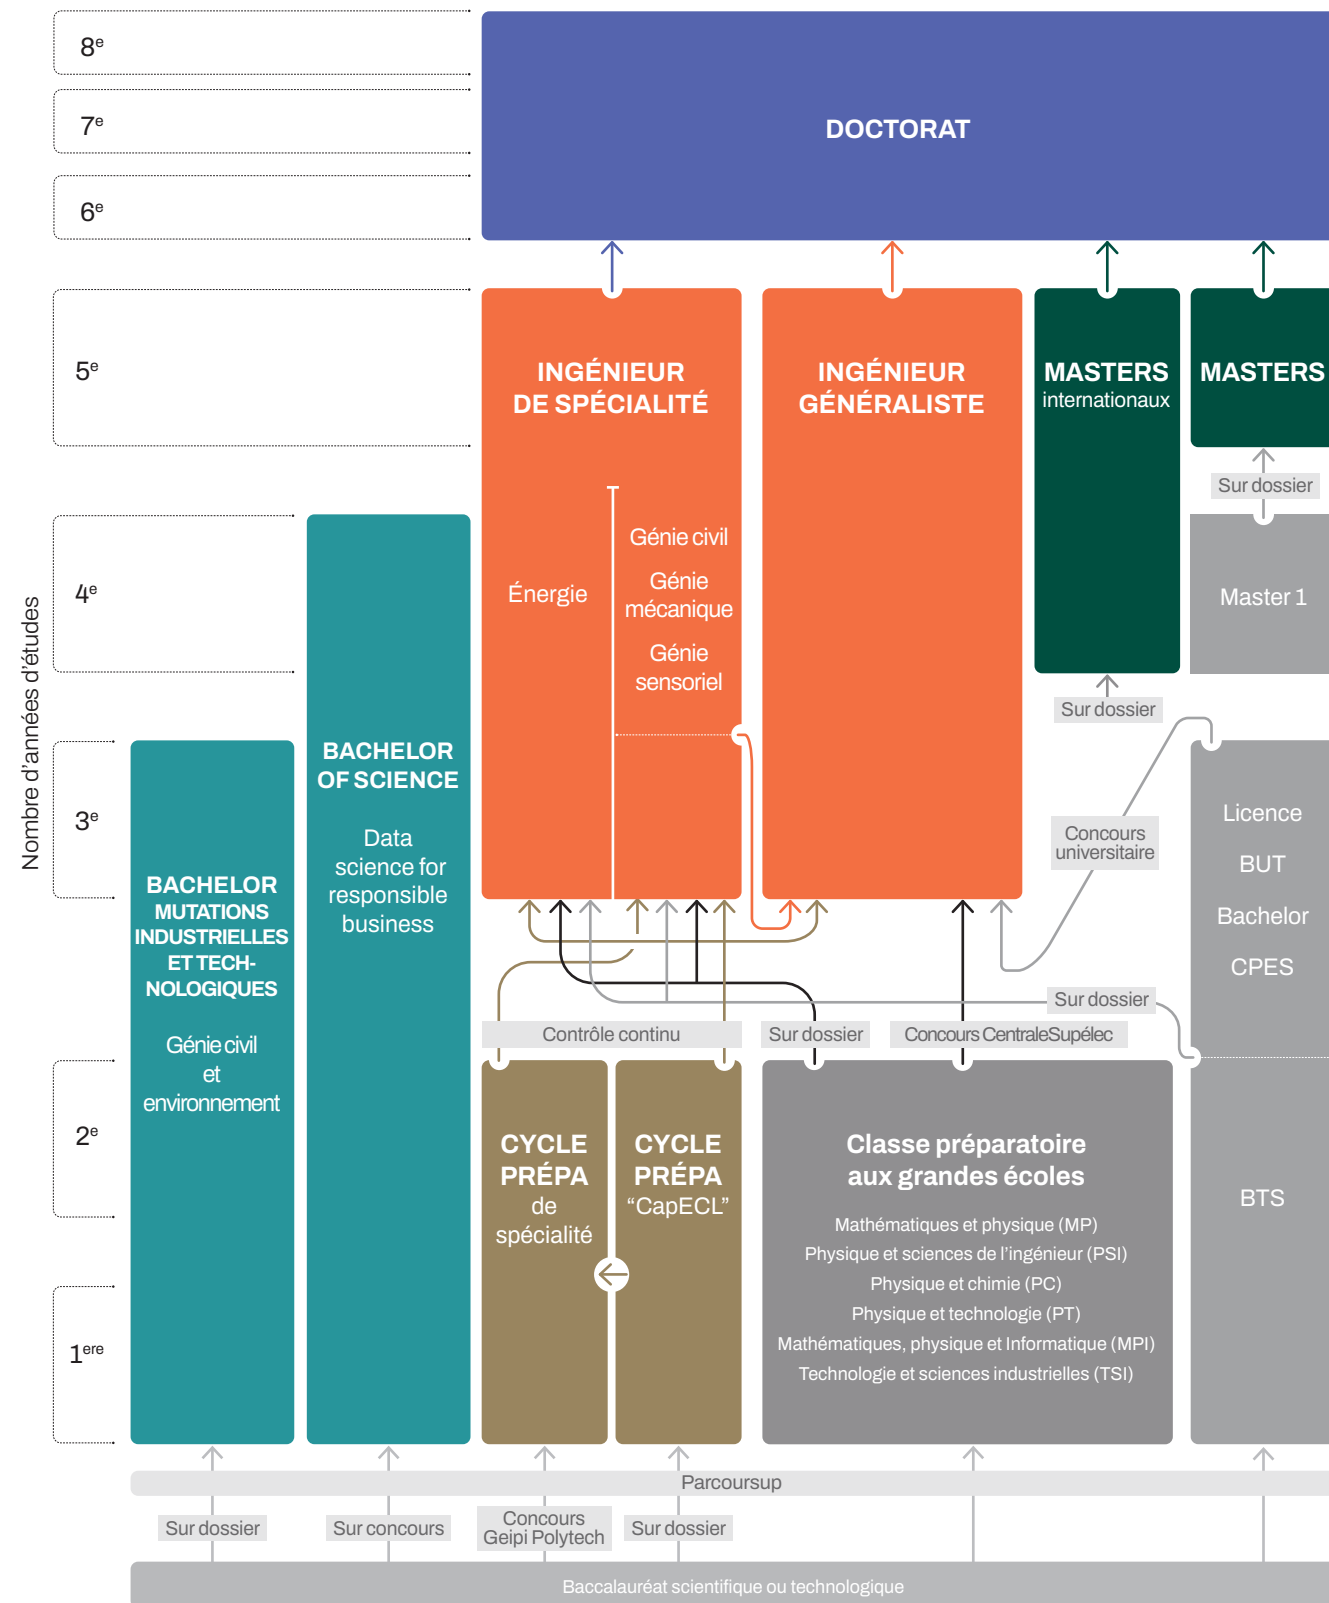 8e
7e
DOCTORAT
6e
5e
INGÉNIEUR
DE SPÉCIALITÉ
INGÉNIEUR
GÉNÉRALISTE
MASTERS
internationaux
MASTERS
Sur dossier
Nombre d'années d'études
4e
Énergie
Génie civil
Génie
mécanique
Génie
sensoriel
Master 1
Sur dossier
3e
BACHELOR
MUTATIONS
INDUSTRIELLES
ET TECH-
NOLOGIQUES
Génie civil
et
environnement
BACHELOR
OF SCIENCE
Data
science for
responsible
business
Concours
universitaire
Licence
BUT
Bachelor
CPES
Sur dossier
Contrôle continu
Sur dossier
Concours CentraleSupélec
2e
CYCLE
PRÉPA
de
spécialité
CYCLE
PRÉPA
“CapECL”
Classe préparatoire
aux grandes écoles
Mathématiques et physique (MP)
Physique et sciences de l'ingénieur (PSI)
Physique et chimie (PC)
Physique et technologie (PT)
Mathématiques, physique et Informatique (MPI)
Technologie et sciences industrielles (TSI)
BTS
1ere
Parcoursup
Sur dossier
Sur concours
Concours
Geipi Polytech
Sur dossier
Baccalauréat scientifique ou technologique